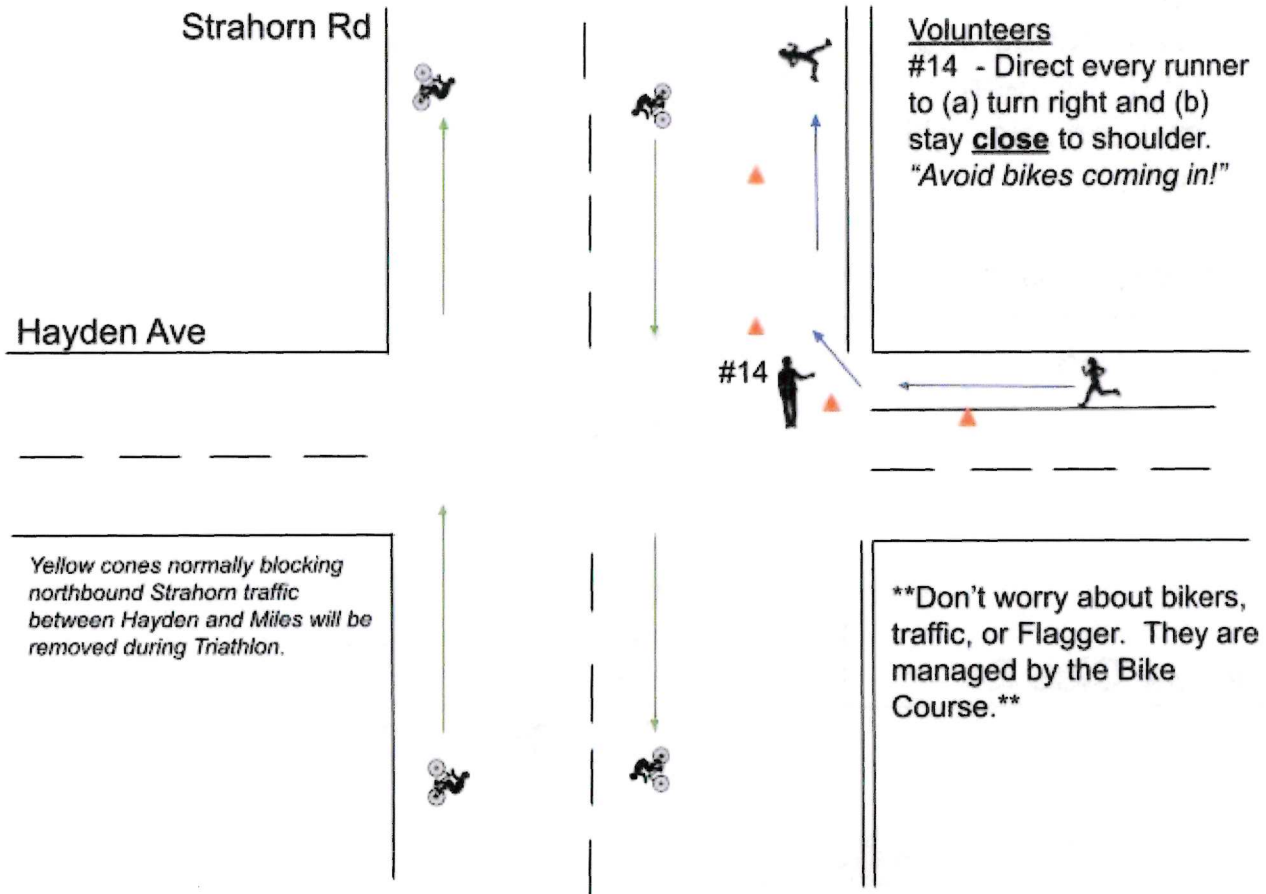 Strahorn Rd
Volunteers
#14 - Direct every runner
to (a) turn right and (b)
stay close to shoulder.
"Avoid bikes coming in!"
Hayden Ave
#14
Yellow cones normally blocking
northbound Strahorn traffic
between Hayden and Miles will be
removed during Triathlon.
**Don't worry about bikers,
traffic, or Flagger. They are
managed by the Bike
Course.**